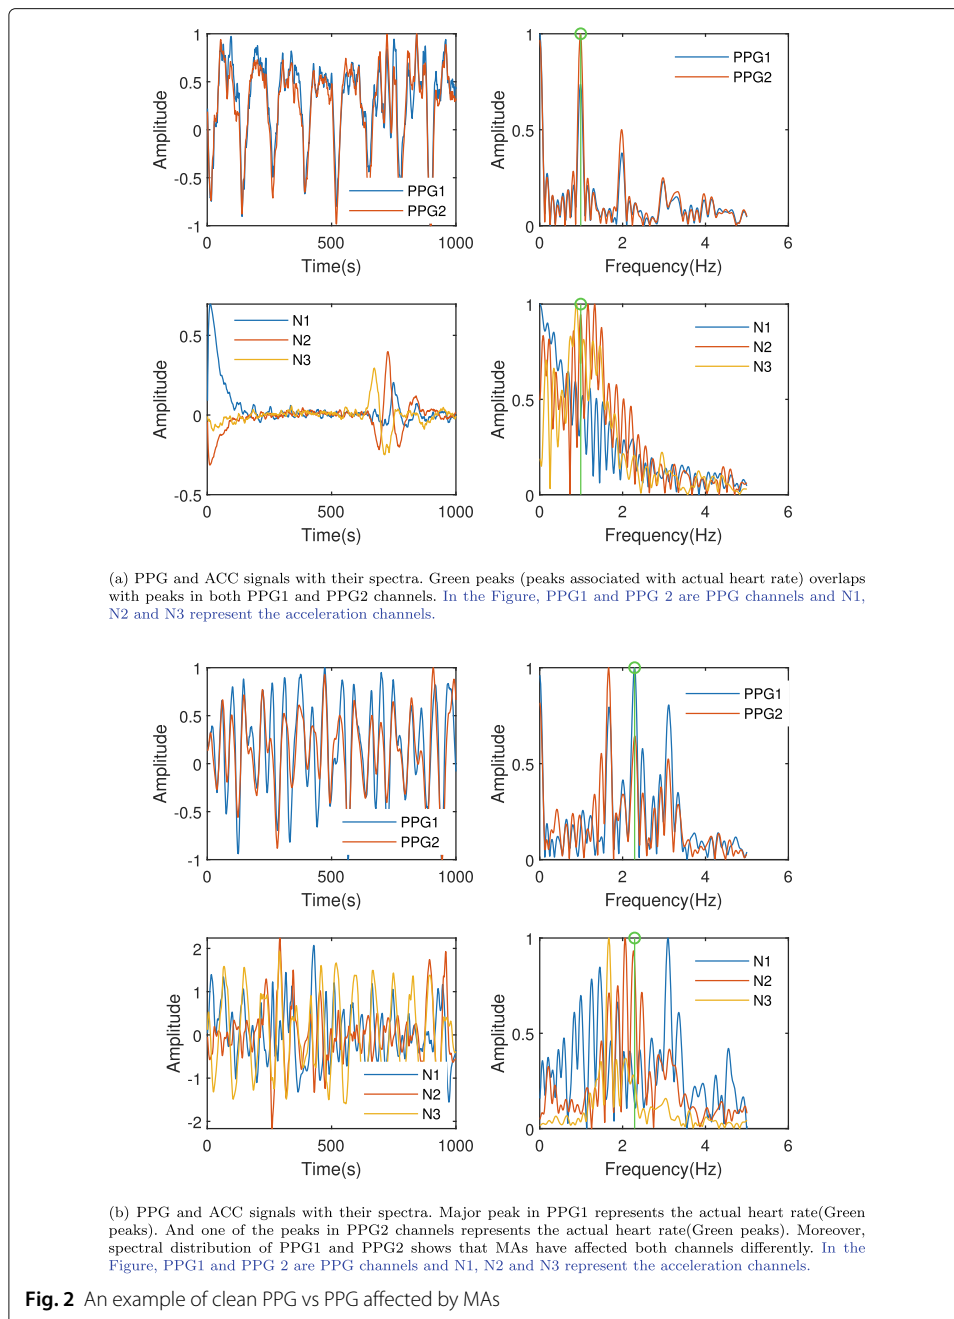 1
0.5
0
-0.5
-1
Amplitude
PPG1
PPG2
0
500
1000
Time(s)
1
0.5
0
Amplitude
PPG1
PPG2
0
2
4
6
Frequency(Hz)
0.5
0
-0.5
Amplitude
N1
N2
N3
0
500
1000
Time(s)
1
0.5
0
Amplitude
N1
N2
N3
0
2
4
6
Frequency(Hz)
(a) PPG and ACC signals with their spectra. Green peaks (peaks associated with actual heart rate) overlaps
with peaks in both PPG1 and PPG2 channels. In the Figure, PPG1 and PPG 2 are PPG channels and N1,
N2 and N3 represent the acceleration channels.
1
0.5
0
-0.5
-1
Amplitude
PPG1
PPG2
0
500
1000
Time(s)
1
0.5
0
Amplitude
PPG1
PPG2
0
2
4
6
Frequency(Hz)
2
1
0
-1
-2
Amplitude
N1
N2
N3
0
500
1000
Time(s)
1
0.5
0
Amplitude
N1
N2
N3
0
2
4
6
Frequency(Hz)
(b) PPG and ACC signals with their spectra. Major peak in PPG1 represents the actual heart rate(Green
peaks). And one of the peaks in PPG2 channels represents the actual heart rate(Green peaks). Moreover,
spectral distribution of PPG1 and PPG2 shows that MAs have affected both channels differently. In the
Figure, PPG1 and PPG 2 are PPG channels and N1, N2 and N3 represent the acceleration channels.
Fig. 2 An example of clean PPG vs PPG affected by MAs